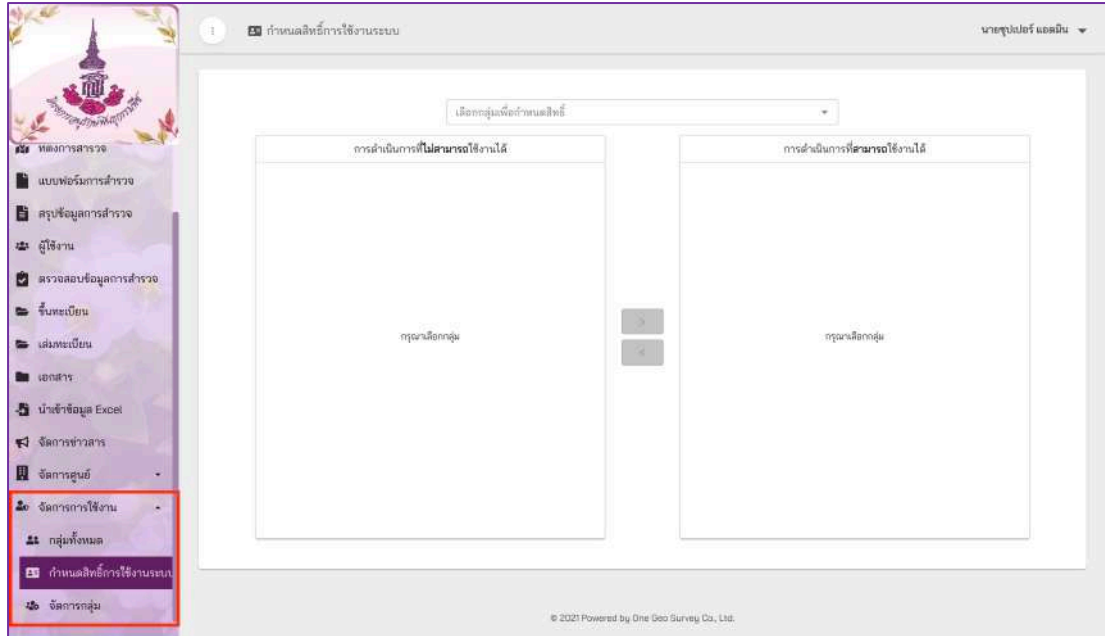 กำหนดสิทธิ์การใช้งานระบบ
นายซุปเปอร์ แอดมิน
เลือกกลุ่มเพื่อกำหนดสิทธิ์
การดำเนินการที่ไม่สามารถใช้งานได้
การดำเนินการที่สามารถใช้งานได้
กรุณาเลือกกลุ่ม
>
<
กรุณาเลือกกลุ่ม
แบบฟอร์มการสำรวจ
สรุปข้อมูลการสำรวจ
ผู้ใช้งาน
ตรวจสอบข้อมูลการสำรวจ
ขึ้นทะเบียน
เล่มทะเบียน
เอกสาร
นำเข้าข้อมูล Excel
จัดการข่าวสาร
จัดการศูนย์
จัดการการใช้งาน
กลุ่มทั้งหมด
กำหนดสิทธิ์การใช้งานระบบ
จัดการกลุ่ม
© 2021 Powered by One Geo Survey Co., Ltd.